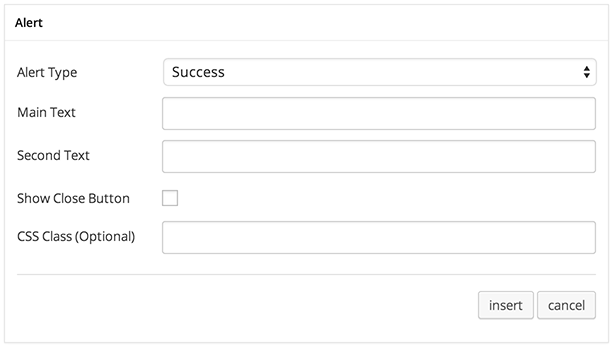 Alert
Alert Type Success
Main Text
Second Text
Show Close Button
CSS Class (Optional)
insert cancel